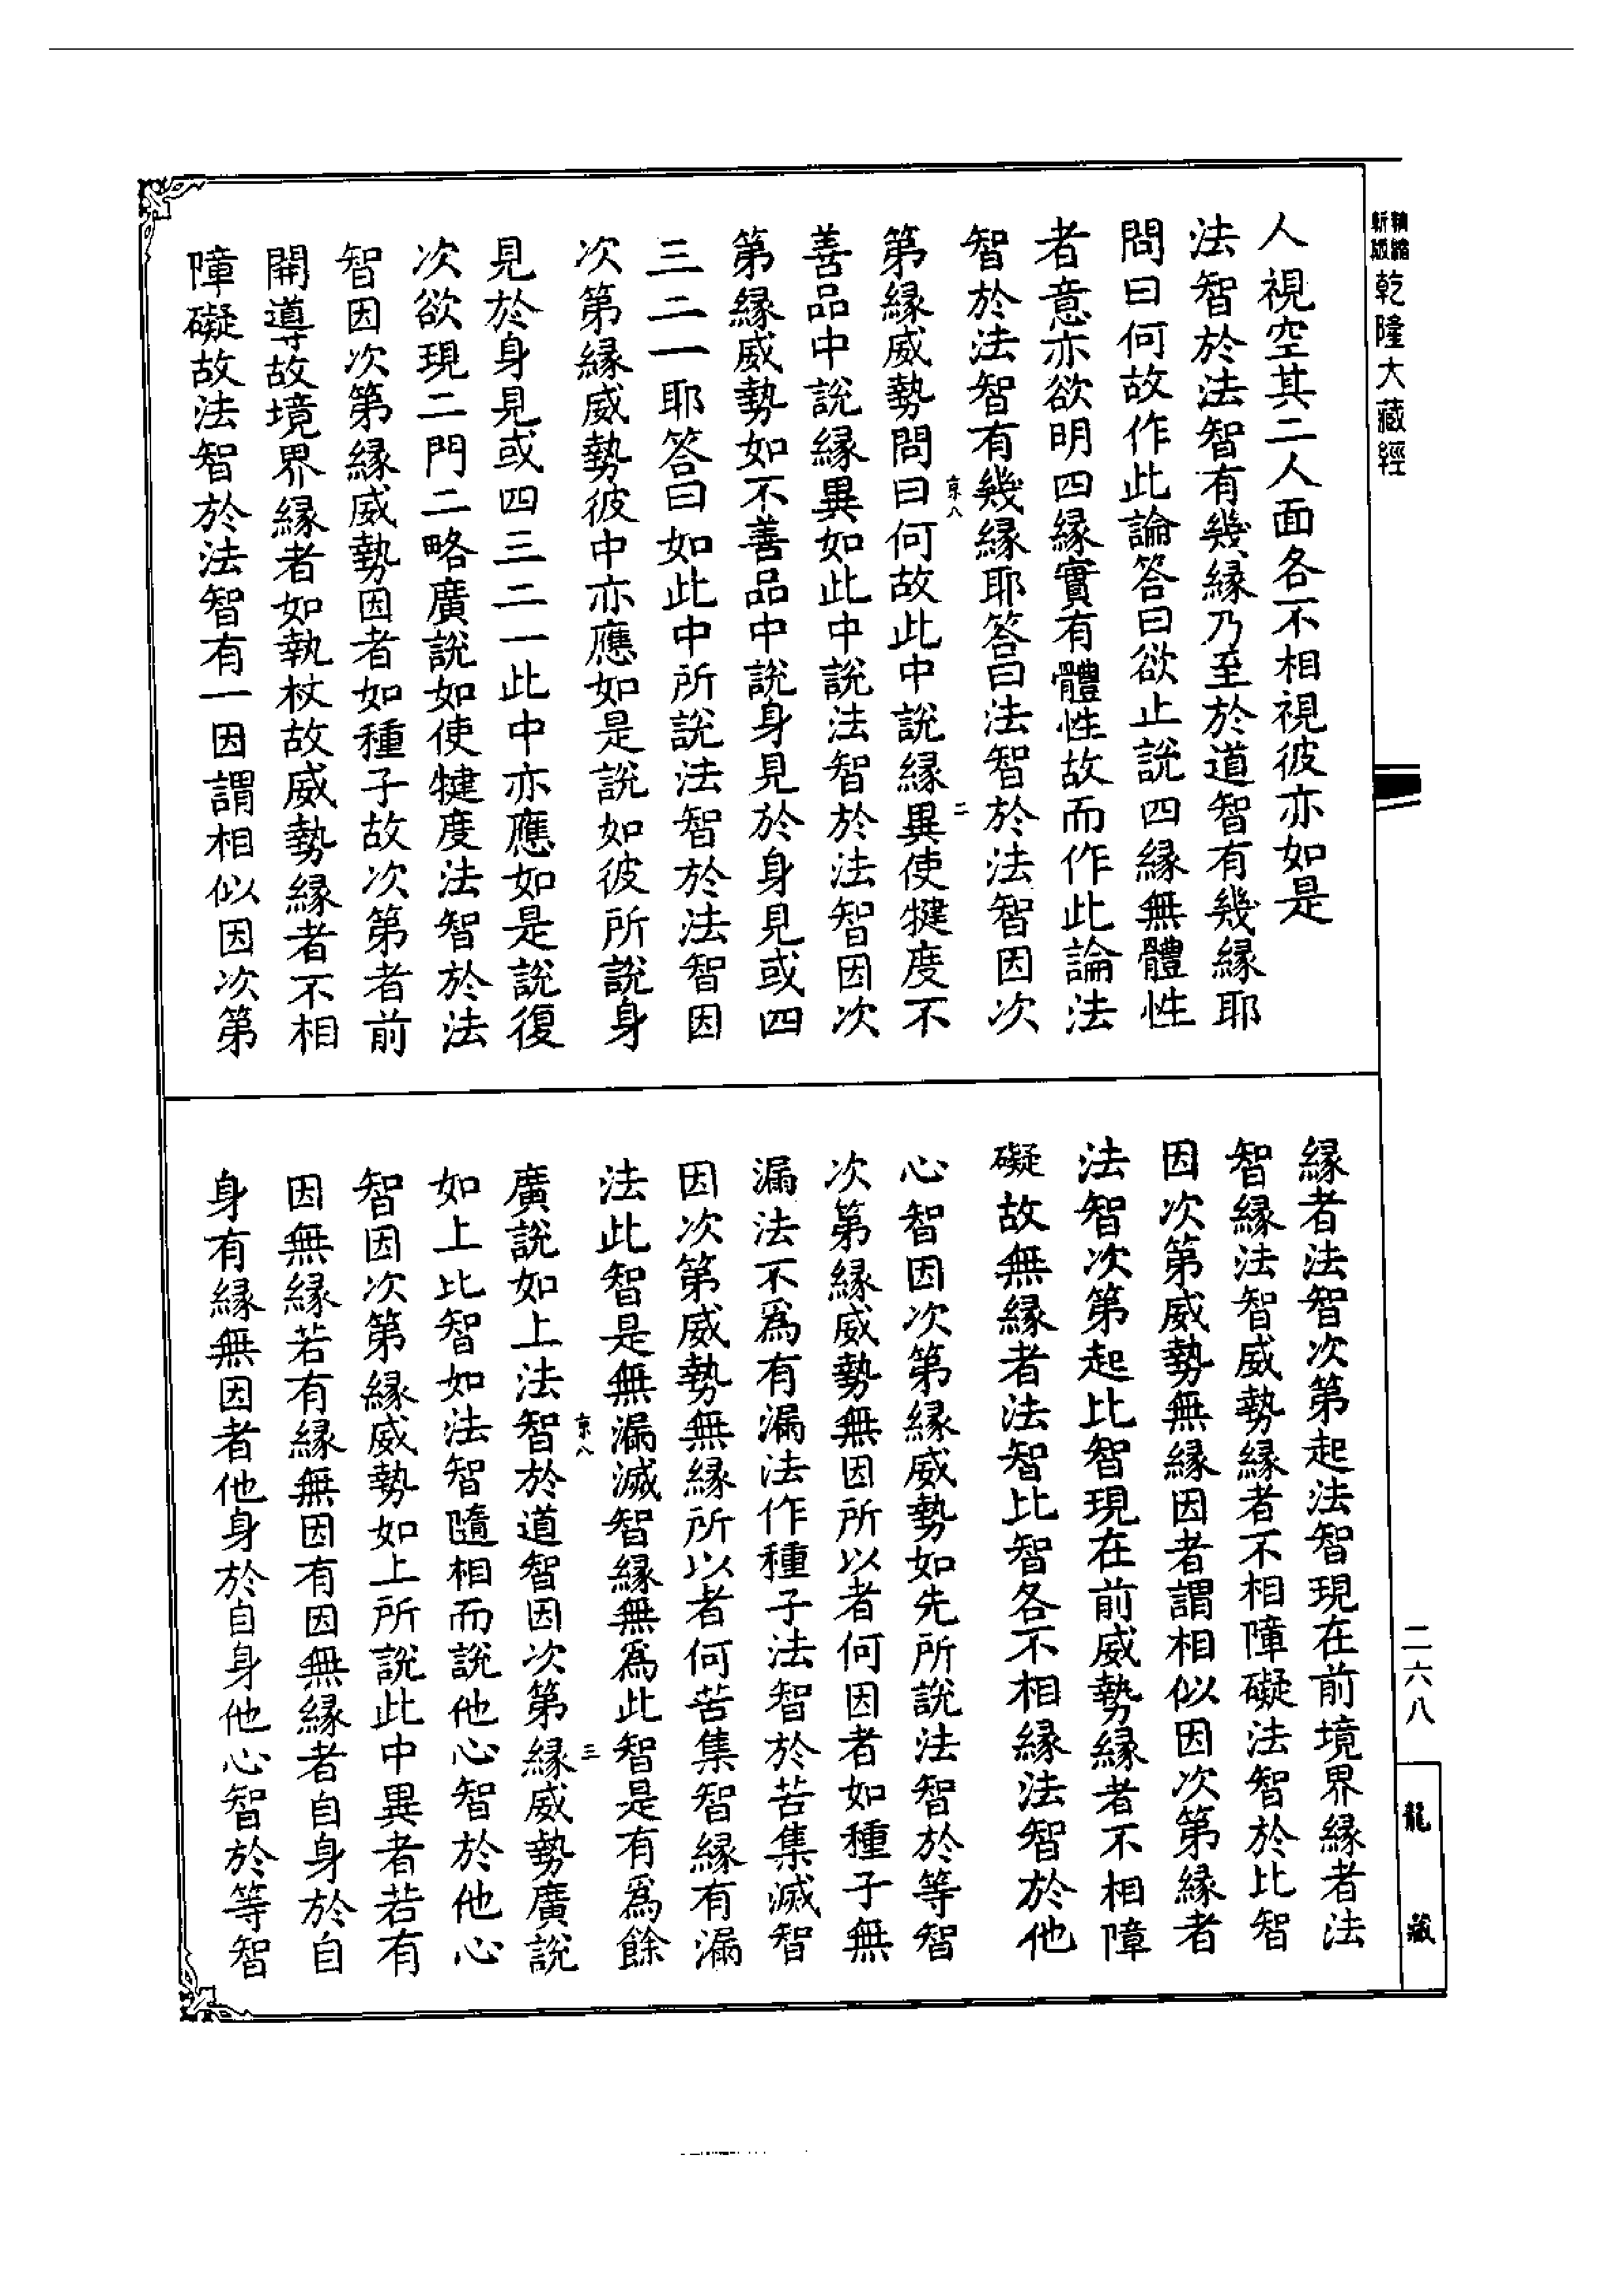 精縮新版乾隆大藏經
人視空其二人面各不相視彼亦如是
法智於法智有幾緣乃至於道智有幾緣耶
問曰何故作此論答曰欲止說四緣無體性
者意亦欲明四緣實有體性故而作此論法
智於法智有幾緣耶答曰法智於法智因次
京八
二
第緣威勢問曰何故此中說緣異使犍度不
善品中說緣異如此中說法智於法智因次
第緣威勢如不善品中說身見於身見或四
三二一耶答曰如此中所說法智於法智因
次第緣威勢彼中亦應如是說如彼所說身
見於身見或四三二一此中亦應如是說復
次欲現二門二略廣說如使犍度法智於法
智因次第緣威勢因者如種子故次第者前
開導故境界緣者如執杖故威勢緣者不相
障礙故法智於法智有一因謂相似因次第
緣者法智次第起法智現在前境界緣者法
智緣法智威勢緣者不相障礙法智於比智
因次第威勢無緣因者謂相似因次第緣者
法智次第起比智現在前威勢緣者不相障
礙故無緣者法智比智各不相緣法智於他
心智因次第緣威勢如先所說法智於等智
次第緣威勢無因所以者何因者如種子無
漏法不為有漏法作種子法智於苦集滅智
因次第威勢無緣所以者何苦集智緣有漏
法此智是無漏滅智緣無為此智是有為餘
京八
三
廣說如上法智於道智因次第緣威勢廣說
如上比智如法智隨相而說他心智於他心
智因次第緣威勢如上所說此中異者若有
因無緣若有緣無因有因無緣者自身於自
身有緣無因者他身於自身他心智於等智
二六八
龍藏